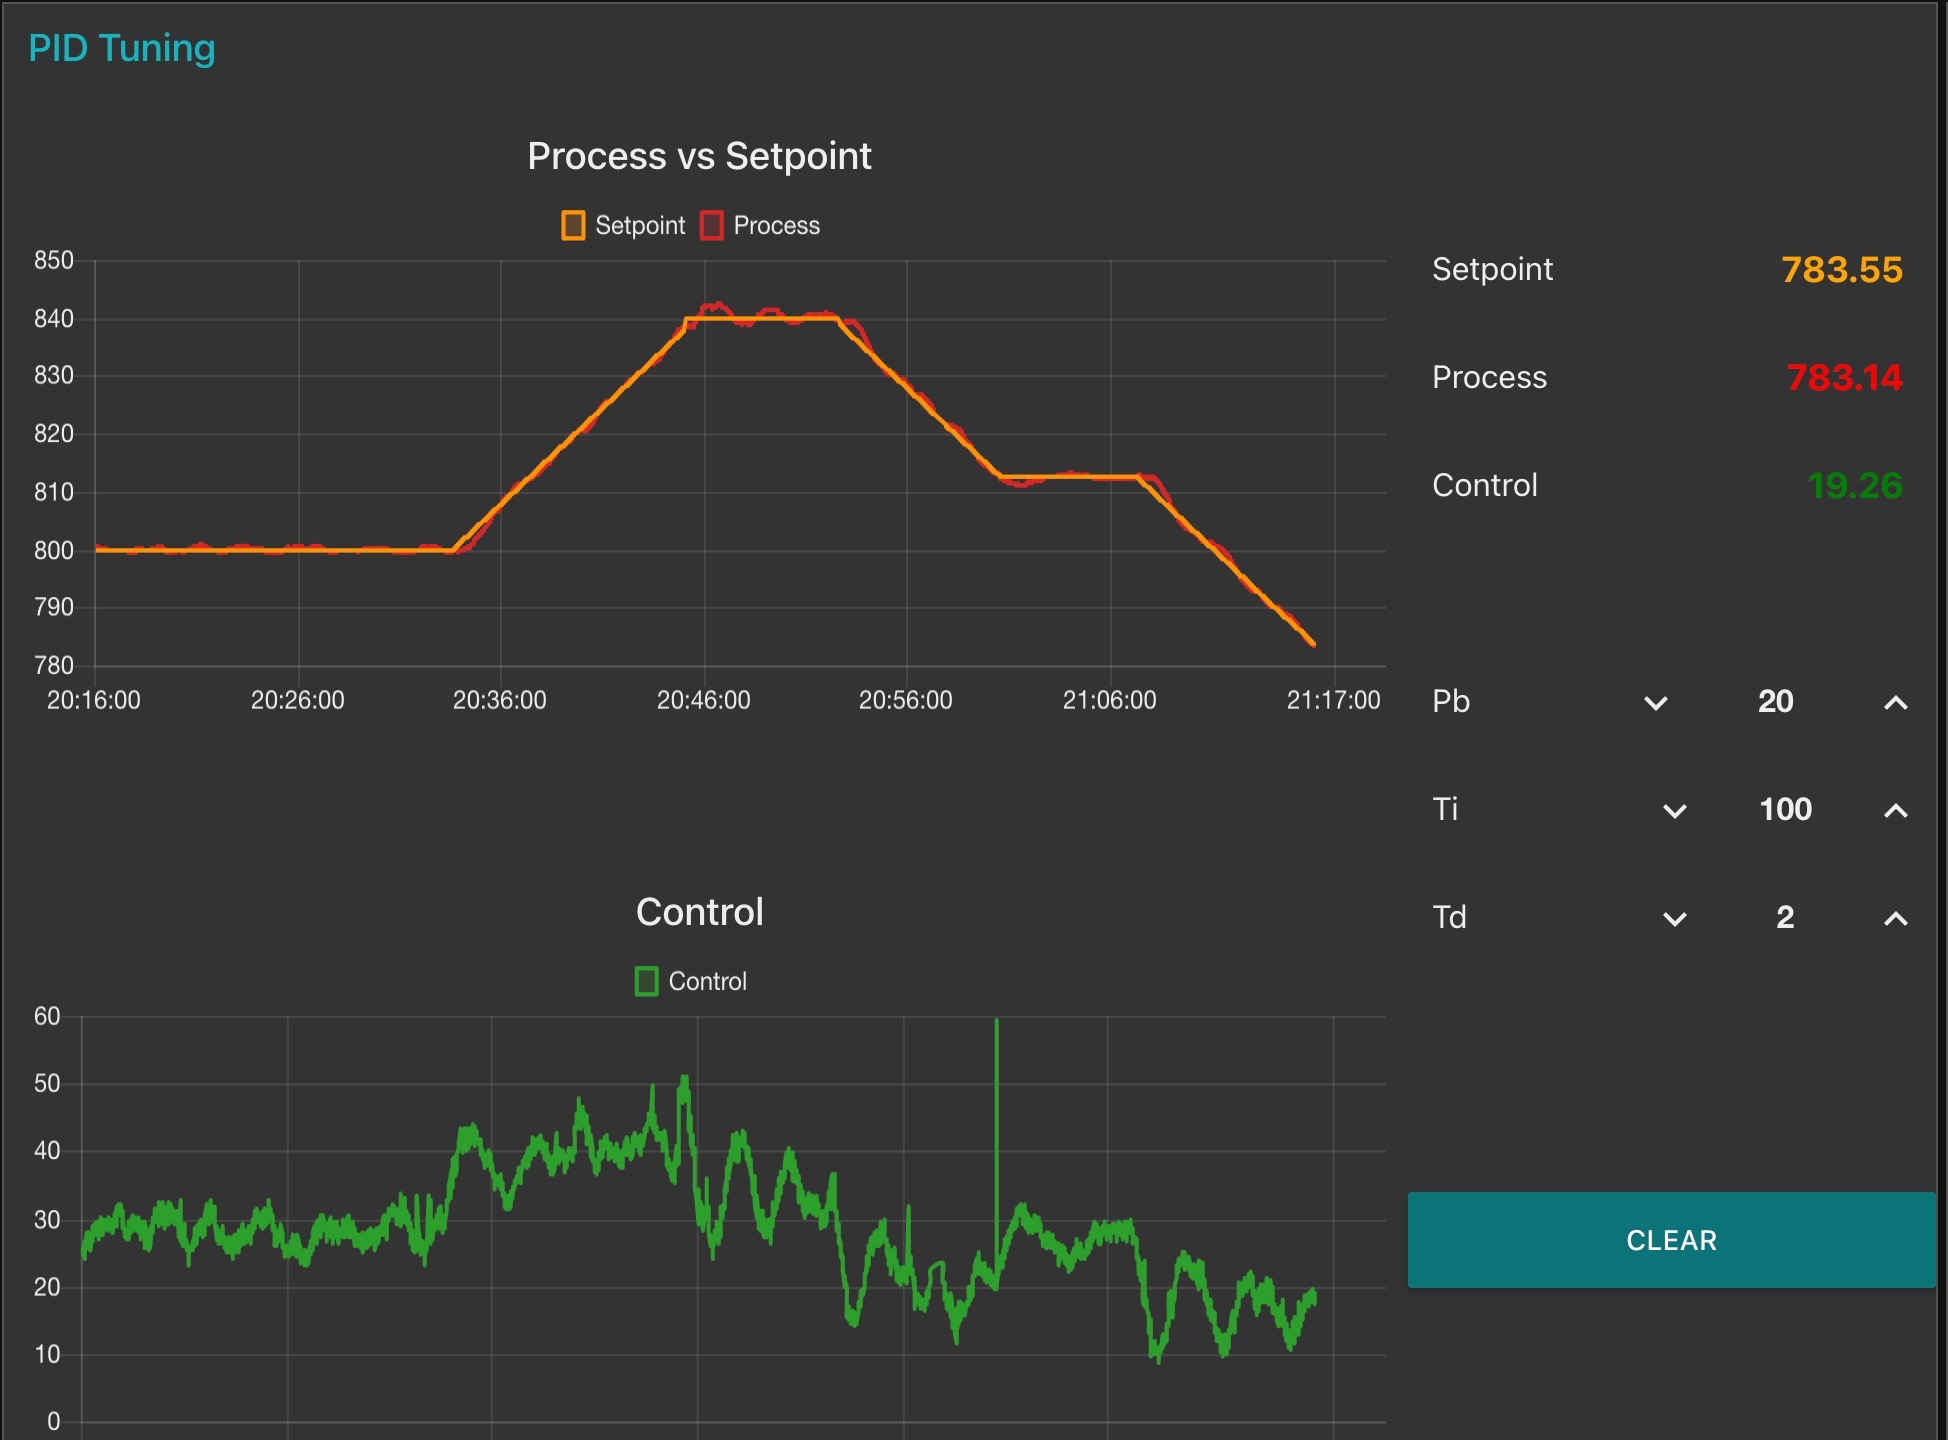 PID Tuning
Process vs Setpoint
Setpoint Process
850
840
830
820
810
800
790
780
20:16:00 20:26:00 20:36:00 20:46:00 20:56:00 21:06:00 21:17:00
Setpoint 783.55
Process 783.14
Control 19.26
Pb 20
Ti 100
Td 2
Control
Control
60
50
40
30
20
10
0
CLEAR